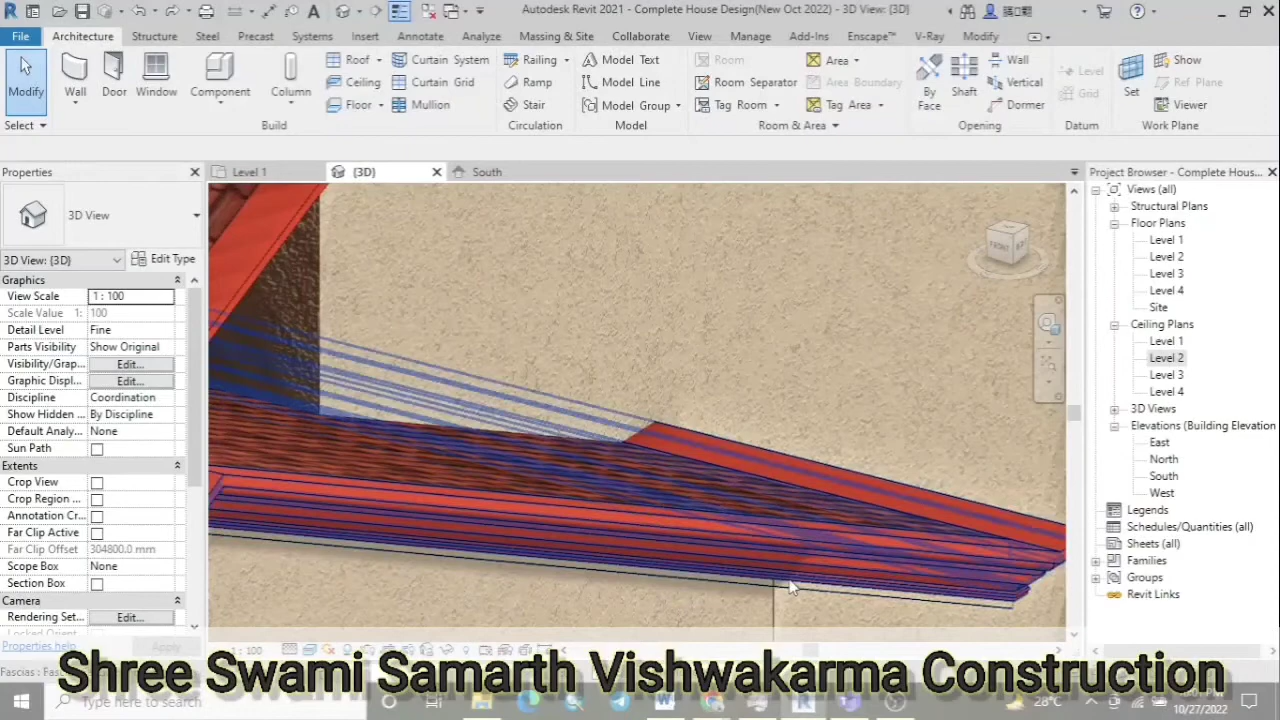 Autodesk Revit 2021 - Complete House Design(New Oct 2022) - 3D View: {3D}
File Architecture Structure Steel Precast Systems Insert Annotate Analyze Massing & Site Collaborate View Manage Add-Ins Enscape™ V-Ray Modify
Modify Wall Door Window Component Column
Roof Ceiling Floor
Curtain System Curtain Grid Mullion
Railing Ramp Stair
Model Text Model Line Model Group
Room Room Separator Tag Room
Area Area Boundary Tag Area
By Face Shaft Wall Vertical Dormer
Level Grid
Set Show Ref Plane Viewer
Select Build Circulation Model Room & Area Opening Datum Work Plane
Properties
Level 1 {3D} South
Project Browser - Complete Hous...
3D View
3D View: {3D} Edit Type
Graphics
View Scale 1 : 100
Scale Value 1: 100
Detail Level Fine
Parts Visibility Show Original
Visibility/Grap... Edit...
Graphic Displ... Edit...
Discipline Coordination
Show Hidden ... By Discipline
Default Analy... None
Sun Path
Extents
Crop View
Crop Region ...
Annotation Cr...
Far Clip Active
Far Clip Offset 304800.0 mm
Scope Box None
Section Box
Camera
Rendering Set... Edit...
Properties help Apply
FRONT
Views (all)
Structural Plans
Floor Plans
Level 1
Level 2
Level 3
Level 4
Site
Ceiling Plans
Level 1
Level 2
Level 3
Level 4
3D Views
Elevations (Building Elevation
East
North
South
West
Legends
Schedules/Quantities (all)
Sheets (all)
Families
Groups
Revit Links
1 : 100
Shree Swami Samarth Vishwakarma Construction
Type here to search
28°C
10/27/2022